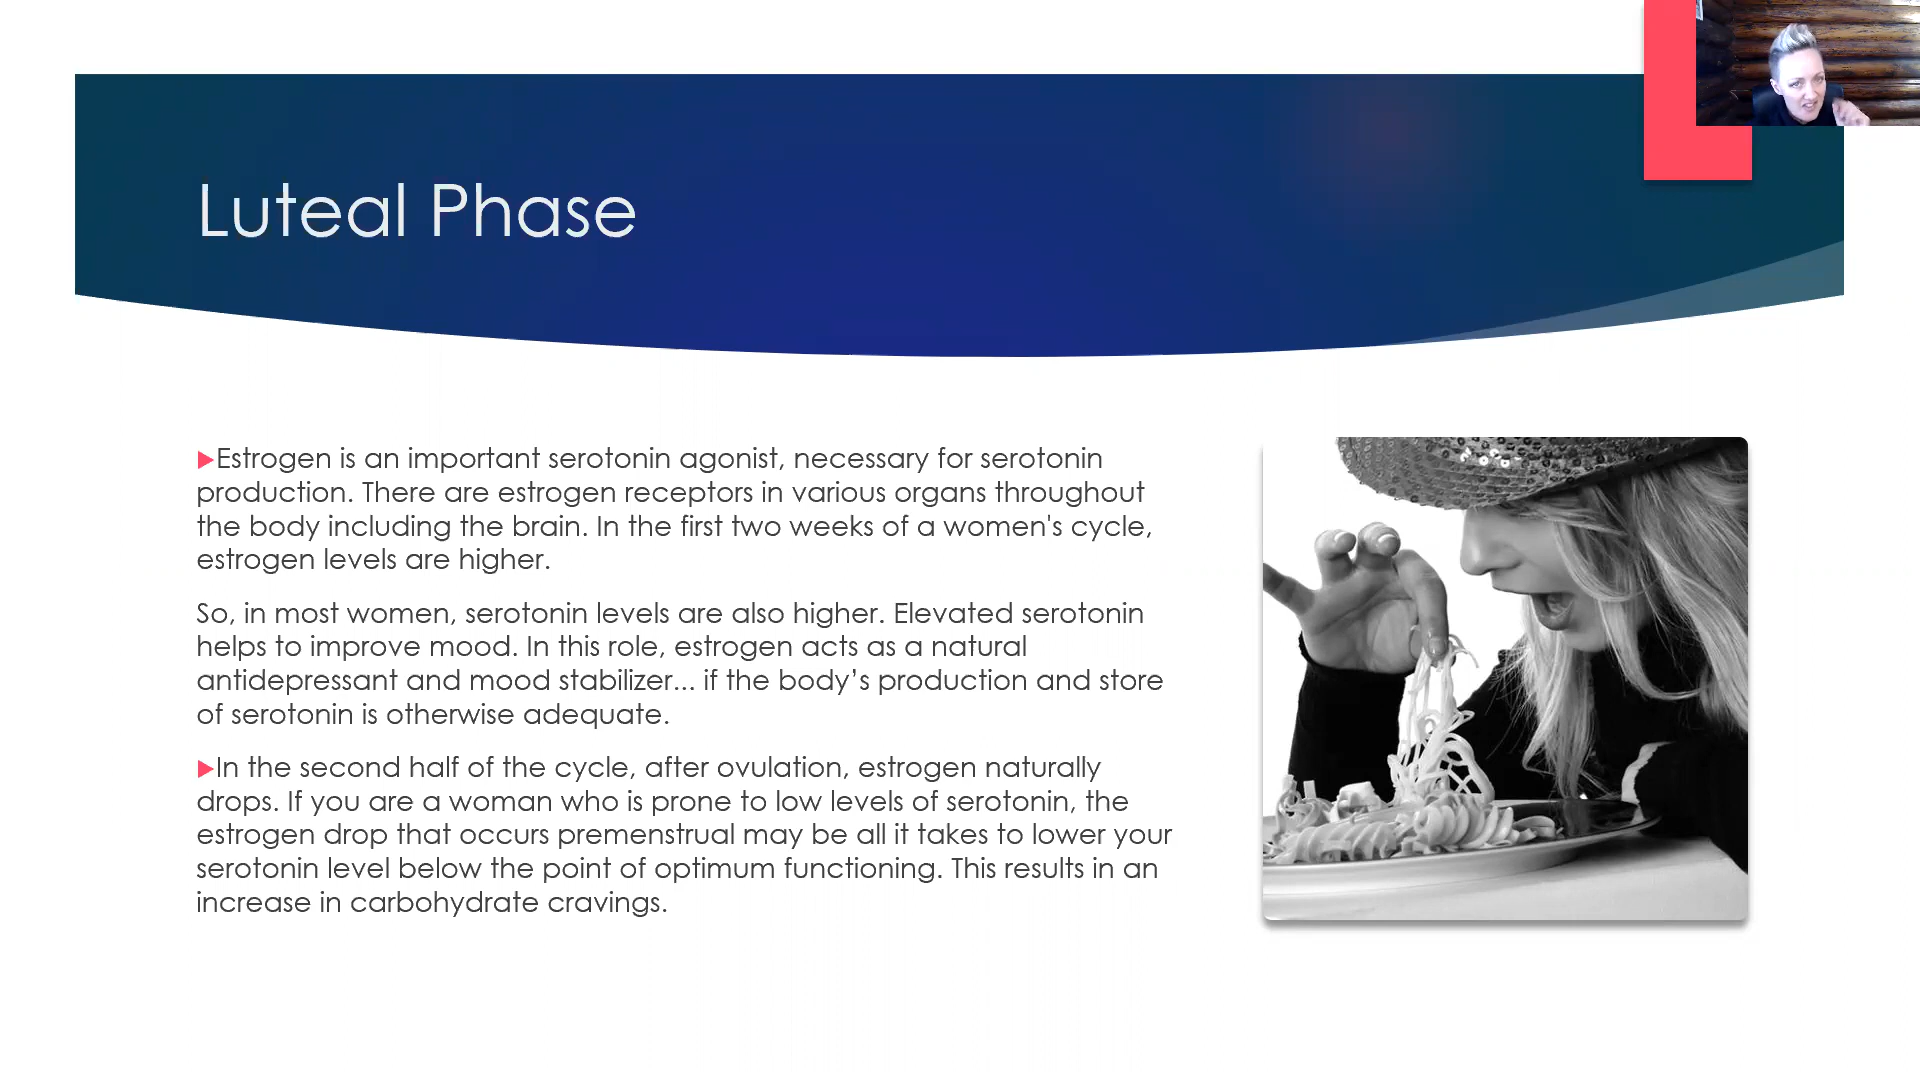 Luteal Phase
▶Estrogen is an important serotonin agonist, necessary for serotonin
production. There are estrogen receptors in various organs throughout
the body including the brain. In the first two weeks of a women's cycle,
estrogen levels are higher.
So, in most women, serotonin levels are also higher. Elevated serotonin
helps to improve mood. In this role, estrogen acts as a natural
antidepressant and mood stabilizer... if the body’s production and store
of serotonin is otherwise adequate.
▶In the second half of the cycle, after ovulation, estrogen naturally
drops. If you are a woman who is prone to low levels of serotonin, the
estrogen drop that occurs premenstrual may be all it takes to lower your
serotonin level below the point of optimum functioning. This results in an
increase in carbohydrate cravings.